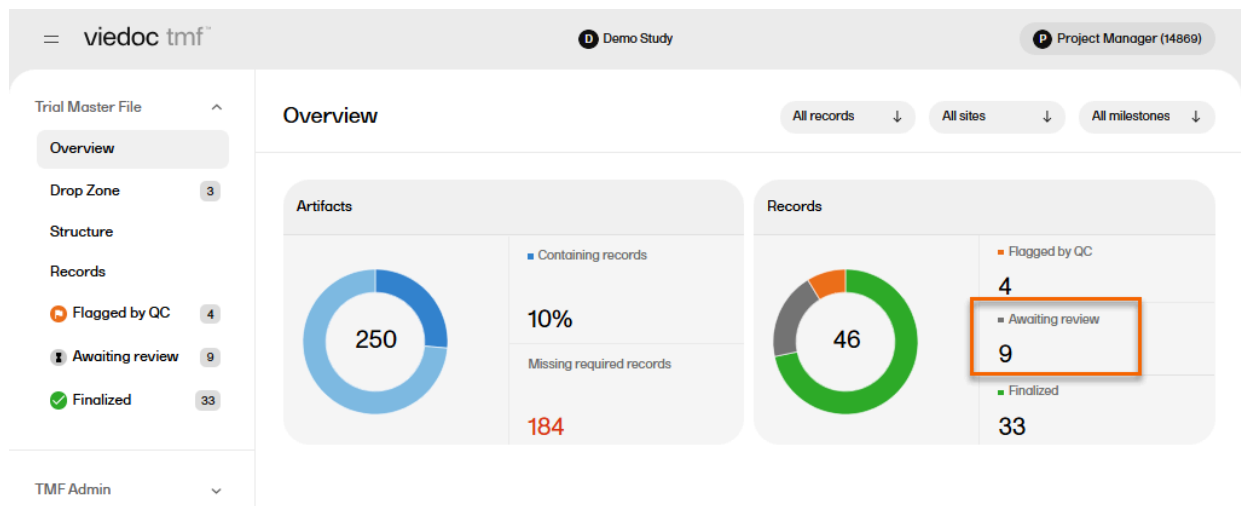 viedoc tmf™
D Demo Study
P Project Manager (14869)
Trial Master File
Overview
Drop Zone 3
Structure
Records
Flagged by QC 4
Awaiting review 9
Finalized 33
TMF Admin
Overview
All records ↓
All sites ↓
All milestones ↓
Artifacts
250
Containing records
10%
Missing required records
184
Records
46
Flagged by QC
4
Awaiting review
9
Finalized
33